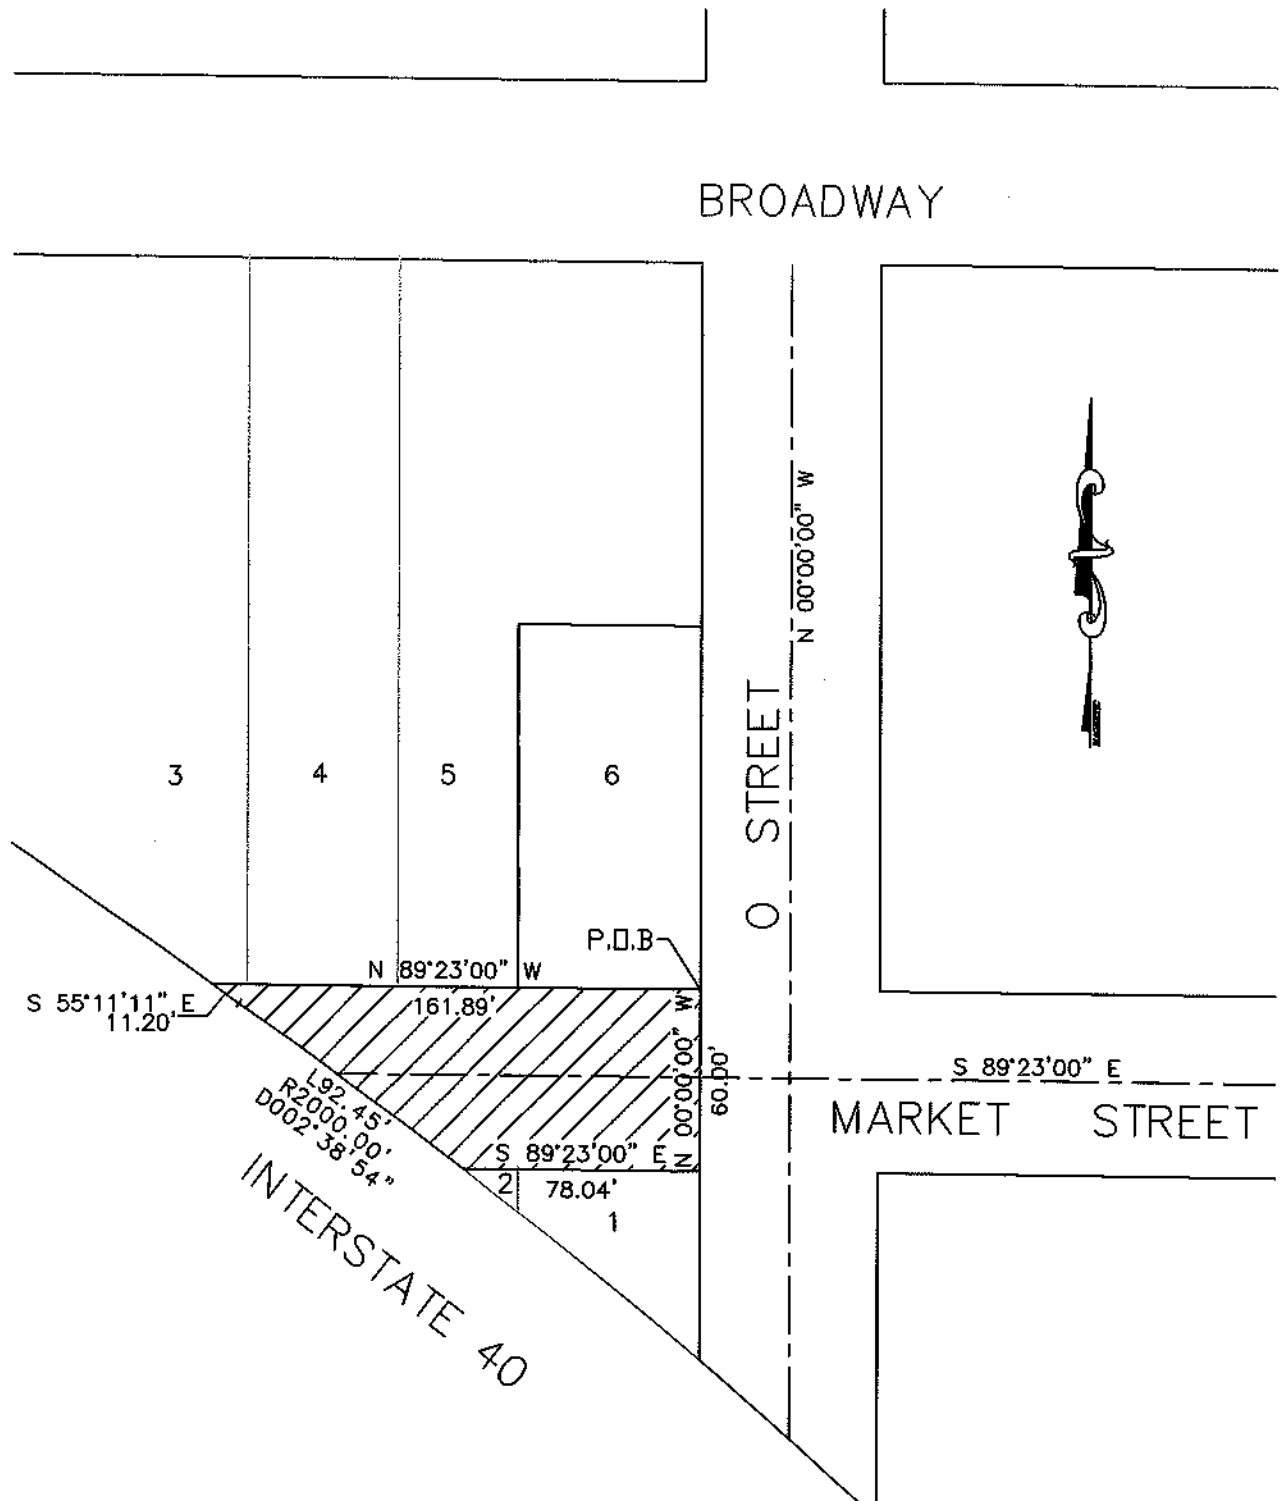 BROADWAY
N 00°00'00" W
O STREET
3
4
5
6
P.O.B
N 89°23'00" W
161.89'
S 55°11'11" E
11.20'
N 00°00'00" W
60.00'
S 89°23'00" E
MARKET STREET
L92.45'
R2000.00'
D002°38'54"
S 89°23'00" E
78.04'
2
1
INTERSTATE 40